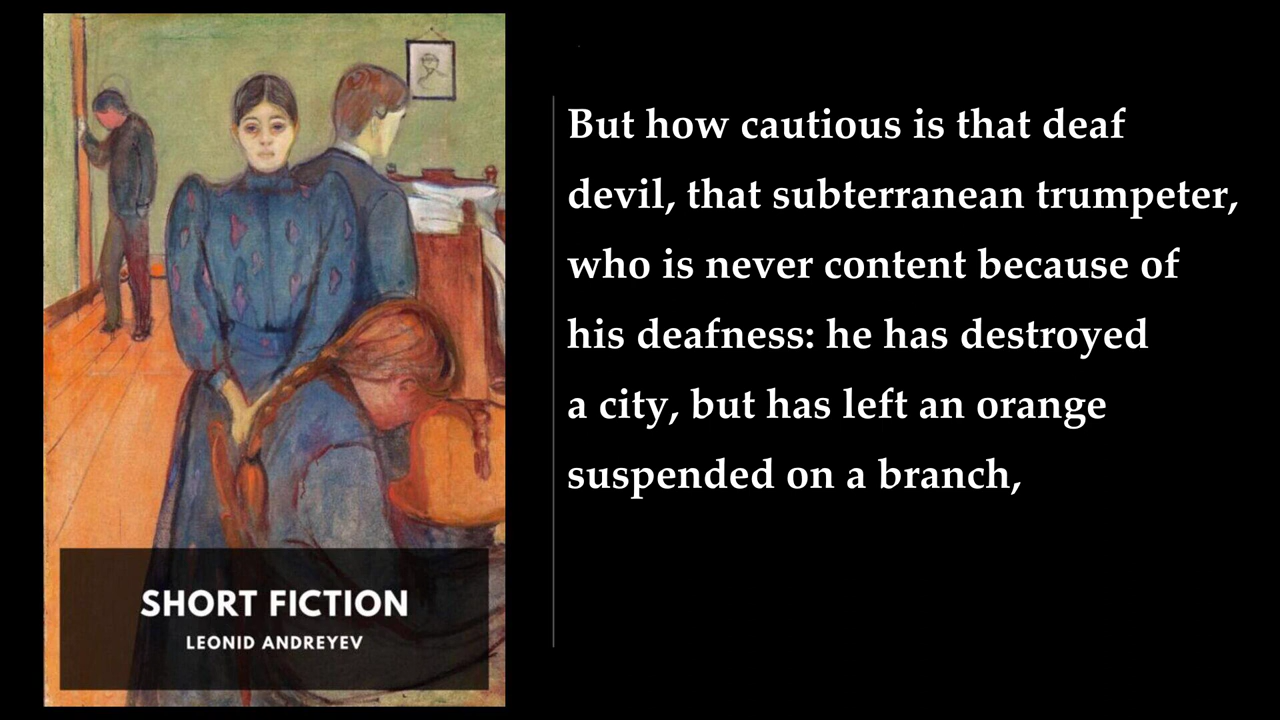 SHORT FICTION
LEONID ANDREYEV
But how cautious is that deaf
devil, that subterranean trumpeter,
who is never content because of
his deafness: he has destroyed
a city, but has left an orange
suspended on a branch,